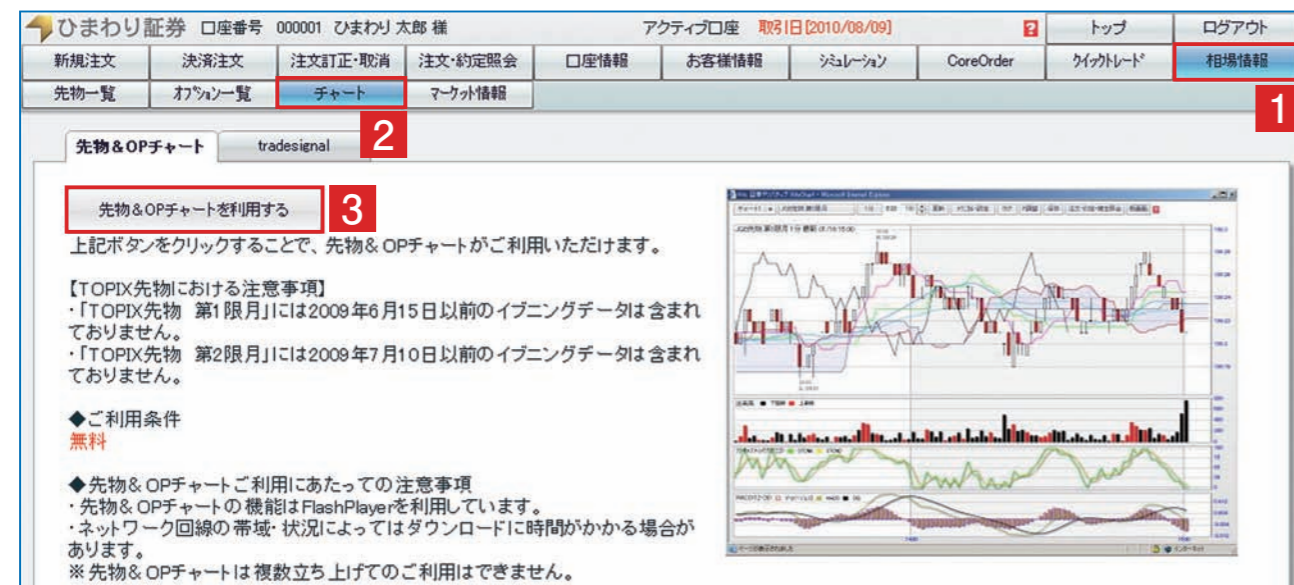 ひまわり証券 口座番号 000001 ひまわり 太郎 様 アクティブ口座 取引日[2010/08/09] ? トップ ログアウト
新規注文 決済注文 注文訂正・取消 注文・約定照会 口座情報 お客様情報 シミュレーション CoreOrder クイックトレード 相場情報
先物一覧 オプション一覧 チャート マーケット情報
1
2
先物&OPチャート tradesignal
先物&OPチャートを利用する 3
上記ボタンをクリックすることで、先物&OPチャートがご利用いただけます。
【TOPIX先物における注意事項】
・「TOPIX先物 第1限月」には2009年6月15日以前のイブニングデータは含まれ
ておりません。
・「TOPIX先物 第2限月」には2009年7月10日以前のイブニングデータは含まれ
ておりません。
◆ご利用条件
無料
◆先物&OPチャートご利用にあたっての注意事項
・先物&OPチャートの機能はFlashPlayerを利用しています。
・ネットワーク回線の帯域・状況によってはダウンロードに時間がかかる場合が
あります。
※先物&OPチャートは複数立ち上げてのご利用はできません。